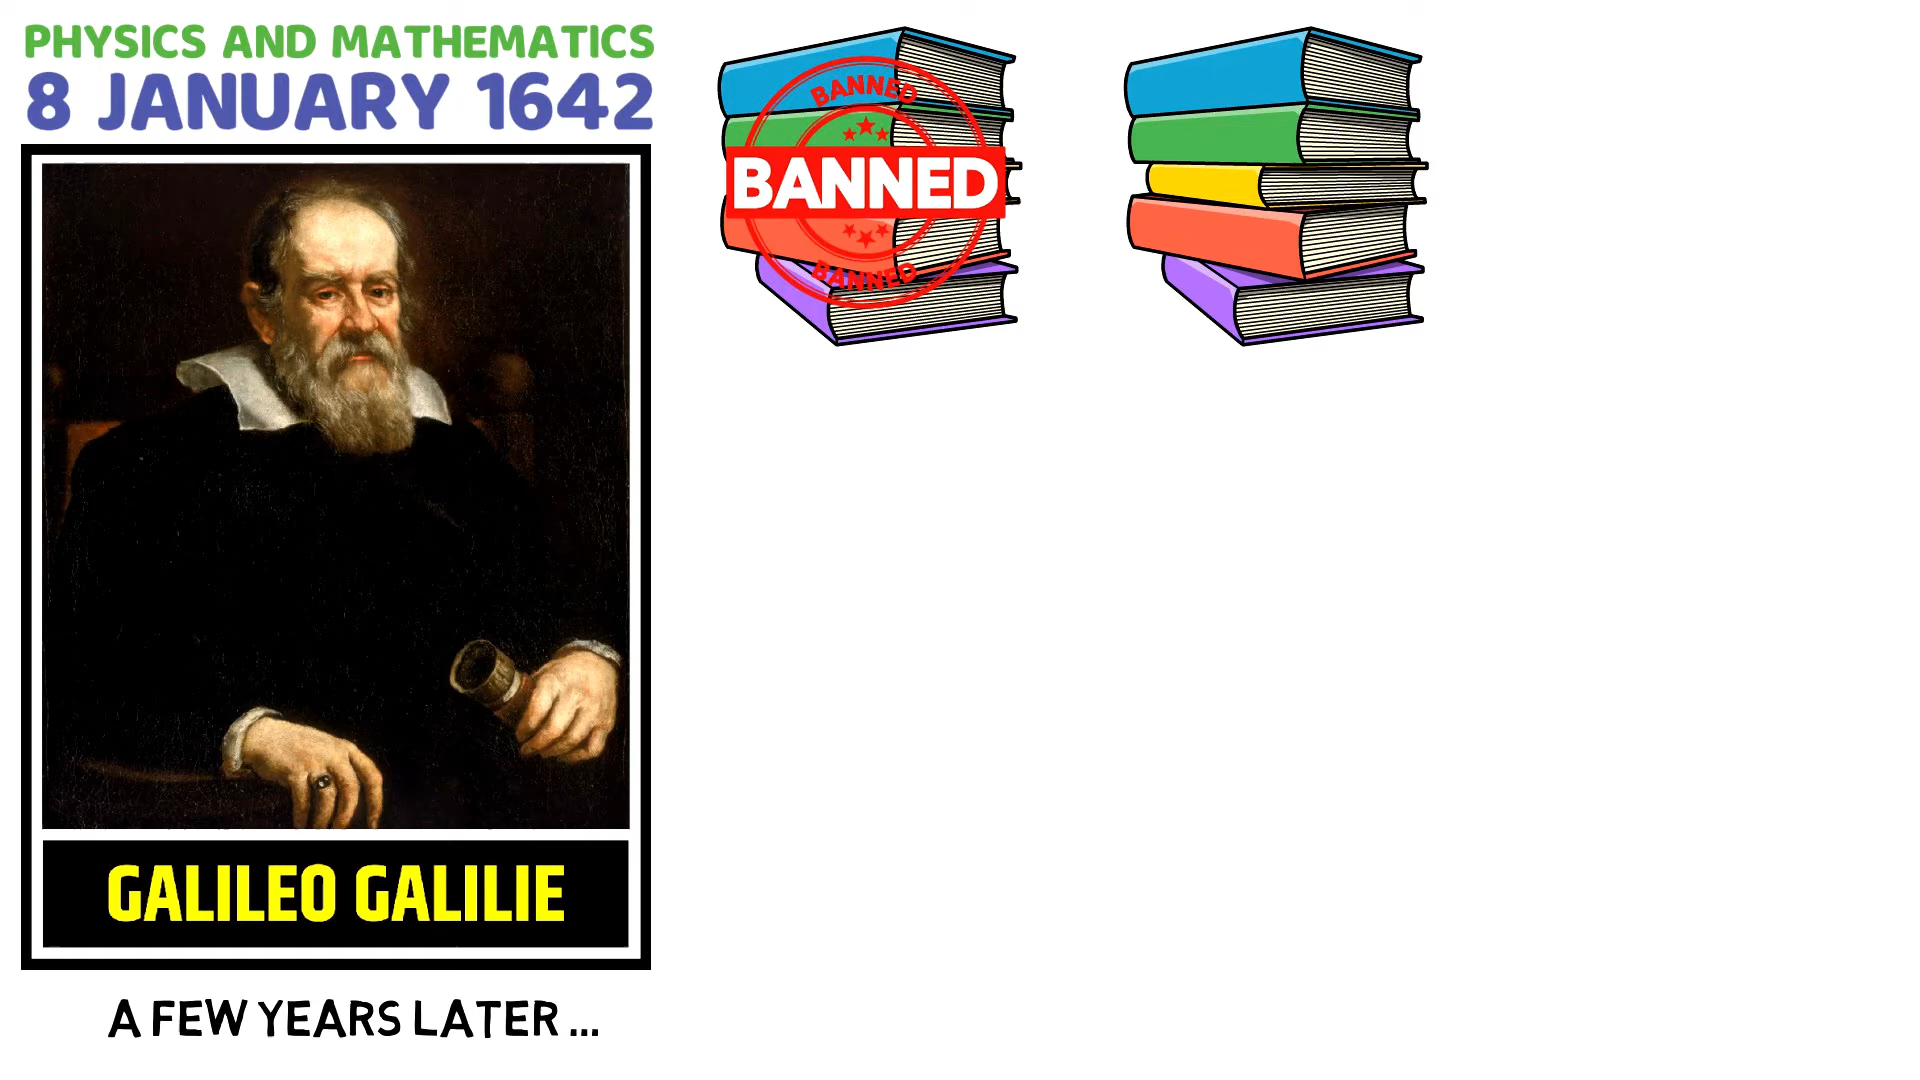 PHYSICS AND MATHEMATICS
8 JANUARY 1642
BANNED
BANNED
BANNED
GALILEO GALILIE
A FEW YEARS LATER ...